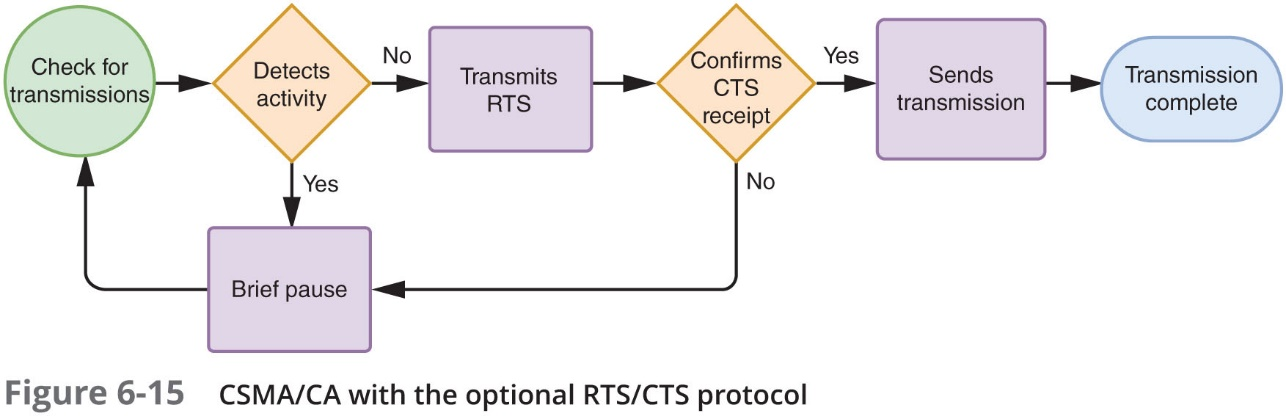 Check for
transmissions
Detects
activity
No
Transmits
RTS
Confirms
CTS
receipt
Yes
Sends
transmission
Transmission
complete
Yes
No
Brief pause
Figure 6-15 CSMA/CA with the optional RTS/CTS protocol